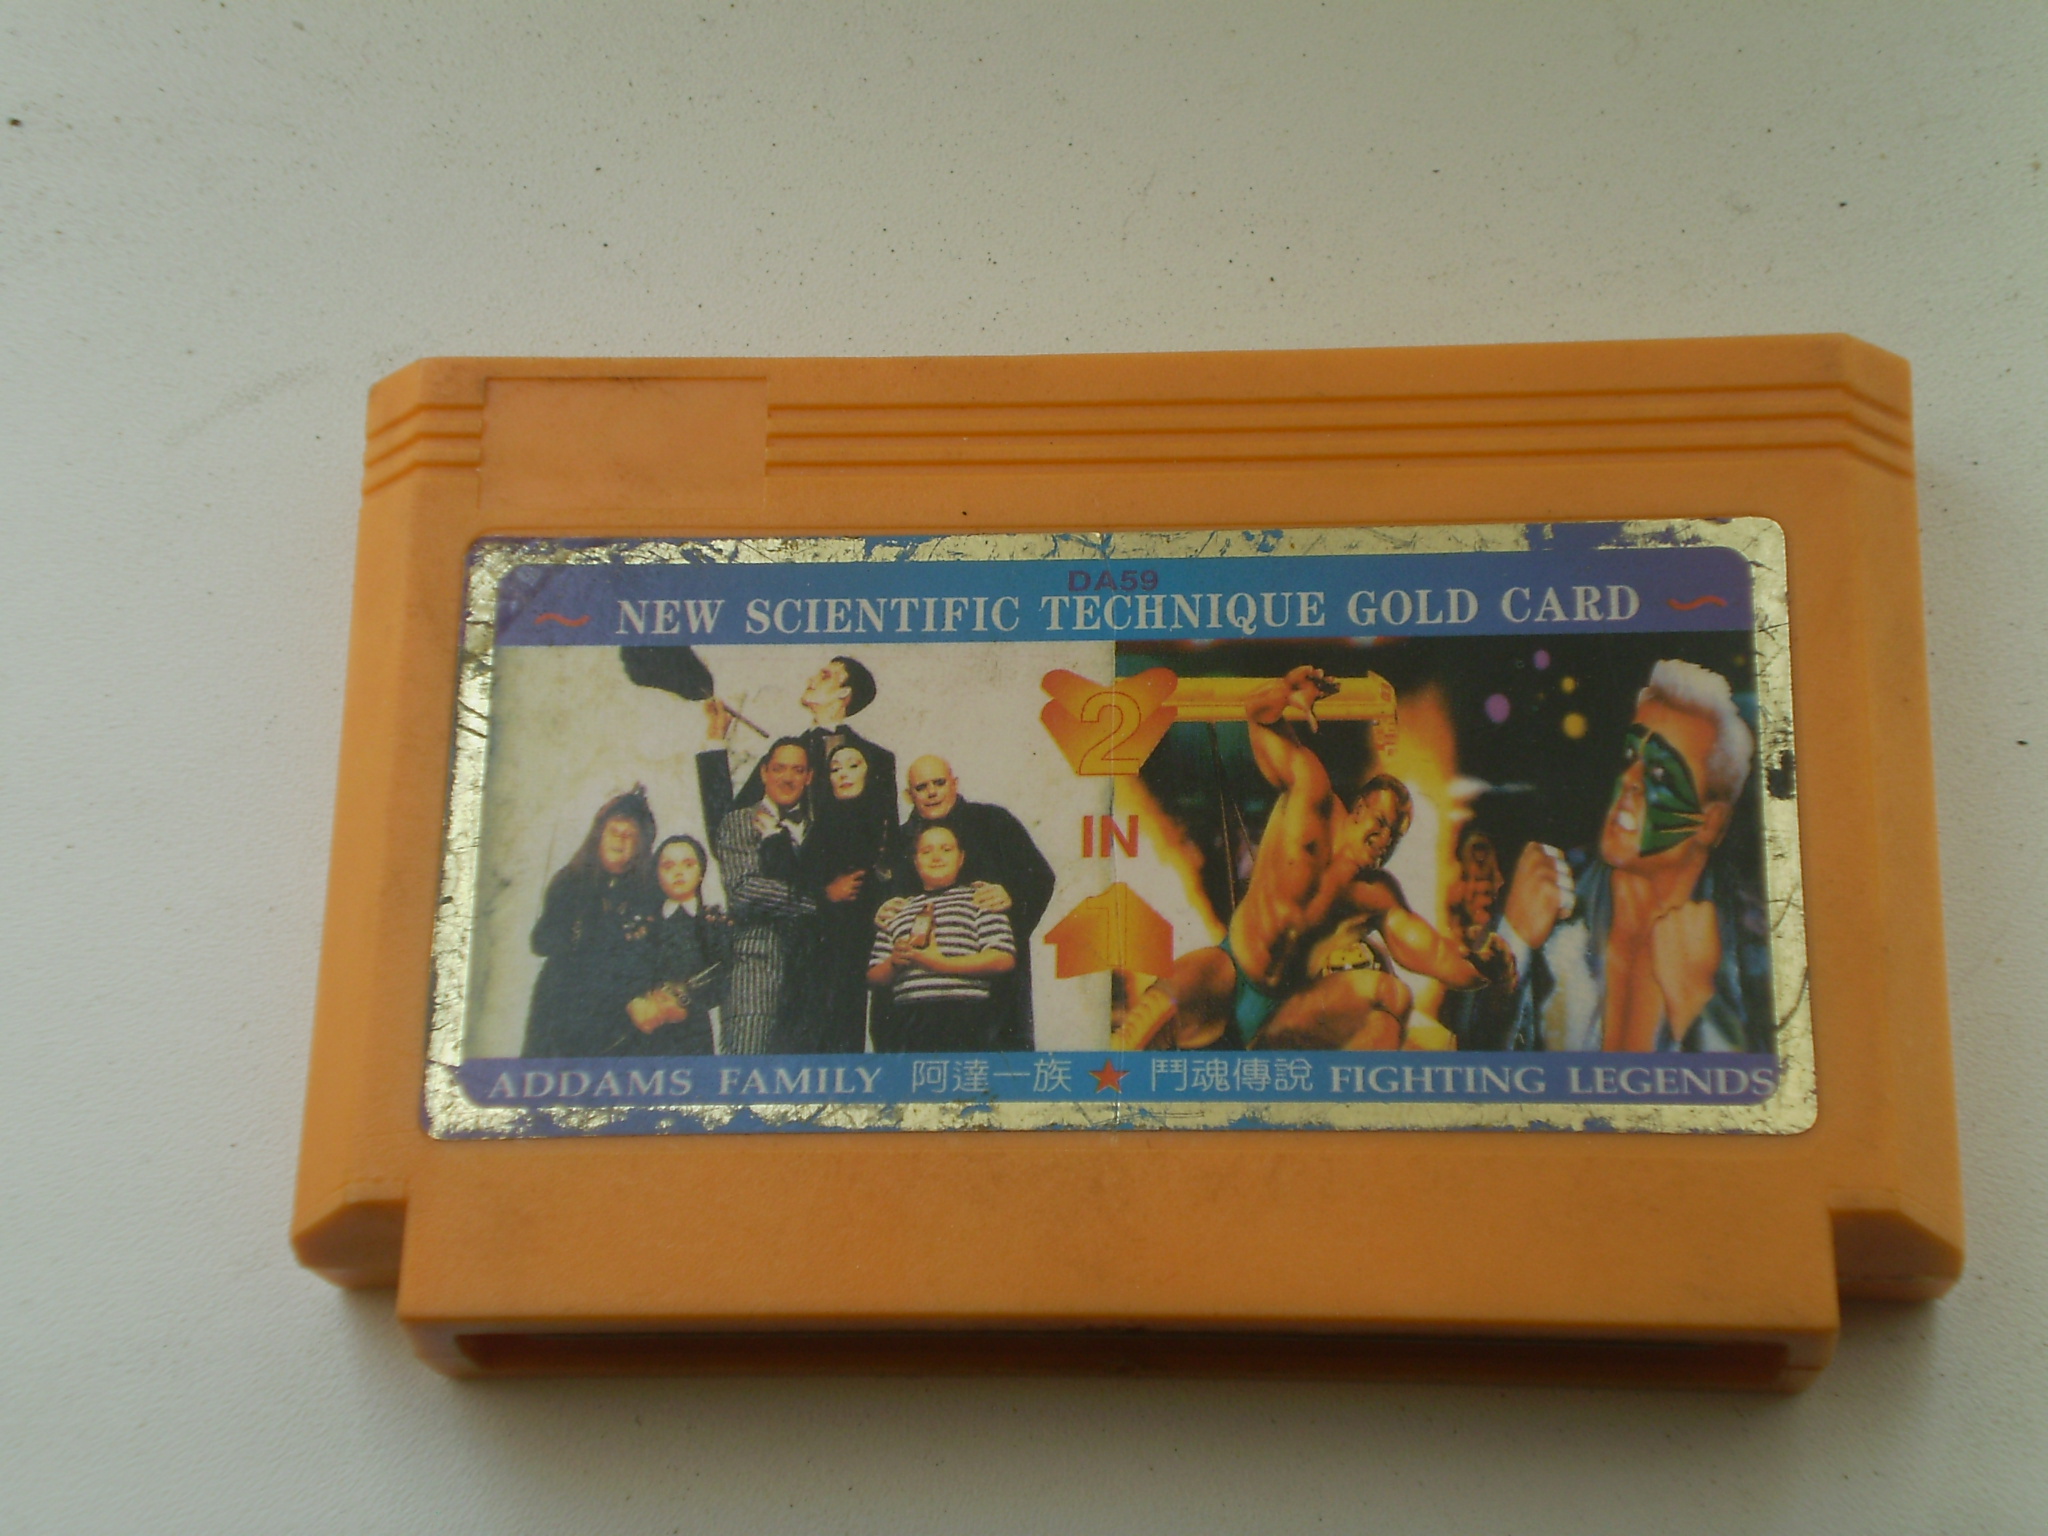 DA59
~ NEW SCIENTIFIC TECHNIQUE GOLD CARD ~
2
IN
1
ADDAMS FAMILY 阿達一族 ★ 鬥魂傳說 FIGHTING LEGENDS